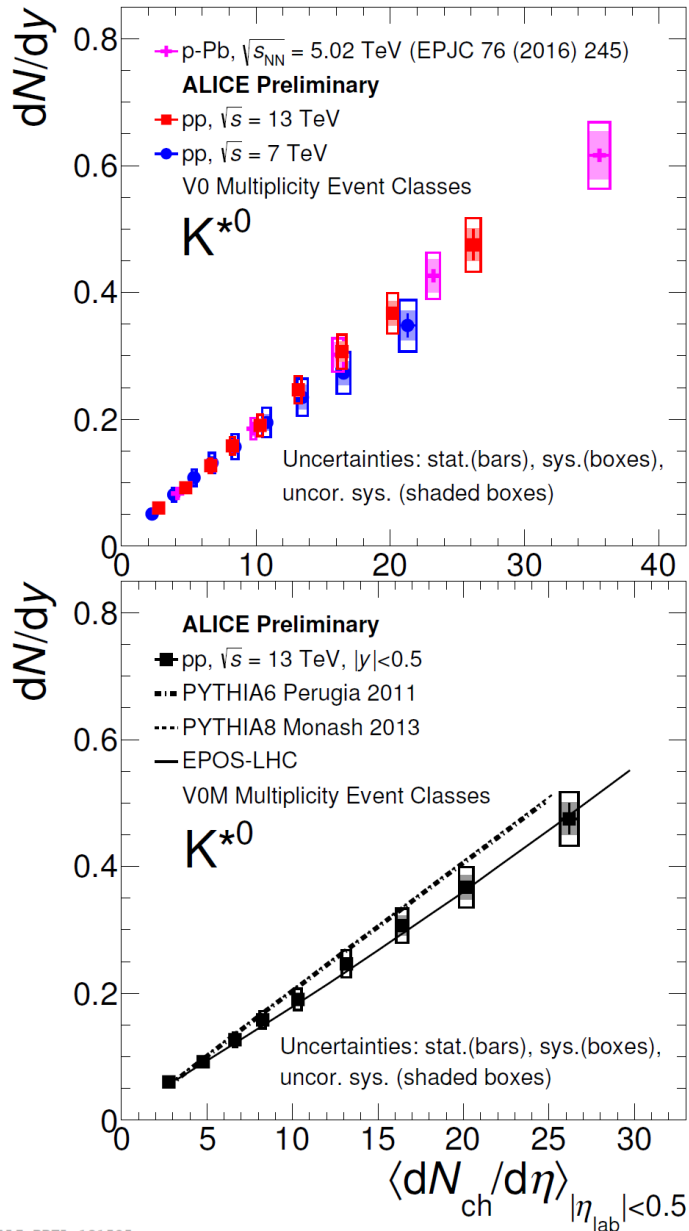 dN/dy
0.8
p-Pb, √s_NN = 5.02 TeV (EPJC 76 (2016) 245)
ALICE Preliminary
pp, √s = 13 TeV
pp, √s = 7 TeV
V0 Multiplicity Event Classes
K*0
0.6
0.4
0.2
Uncertainties: stat.(bars), sys.(boxes),
uncor. sys. (shaded boxes)
0
0 10 20 30 40
dN/dy
0.8
ALICE Preliminary
pp, √s = 13 TeV, |y|<0.5
PYTHIA6 Perugia 2011
PYTHIA8 Monash 2013
EPOS-LHC
V0M Multiplicity Event Classes
K*0
0.6
0.4
0.2
Uncertainties: stat.(bars), sys.(boxes),
uncor. sys. (shaded boxes)
0
0 5 10 15 20 25 30
⟨dN_ch/dη⟩_|η_lab|<0.5